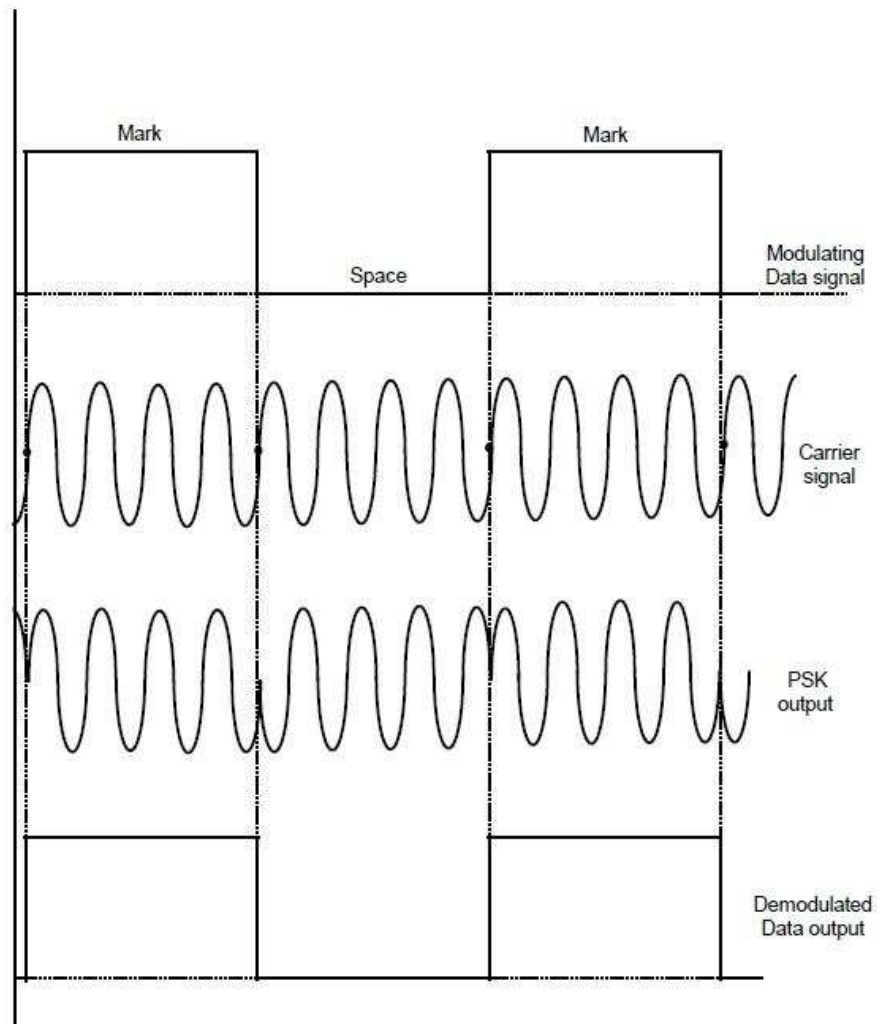 Mark
Mark
Space
Modulating
Data signal
Carrier
signal
PSK
output
Demodulated
Data output